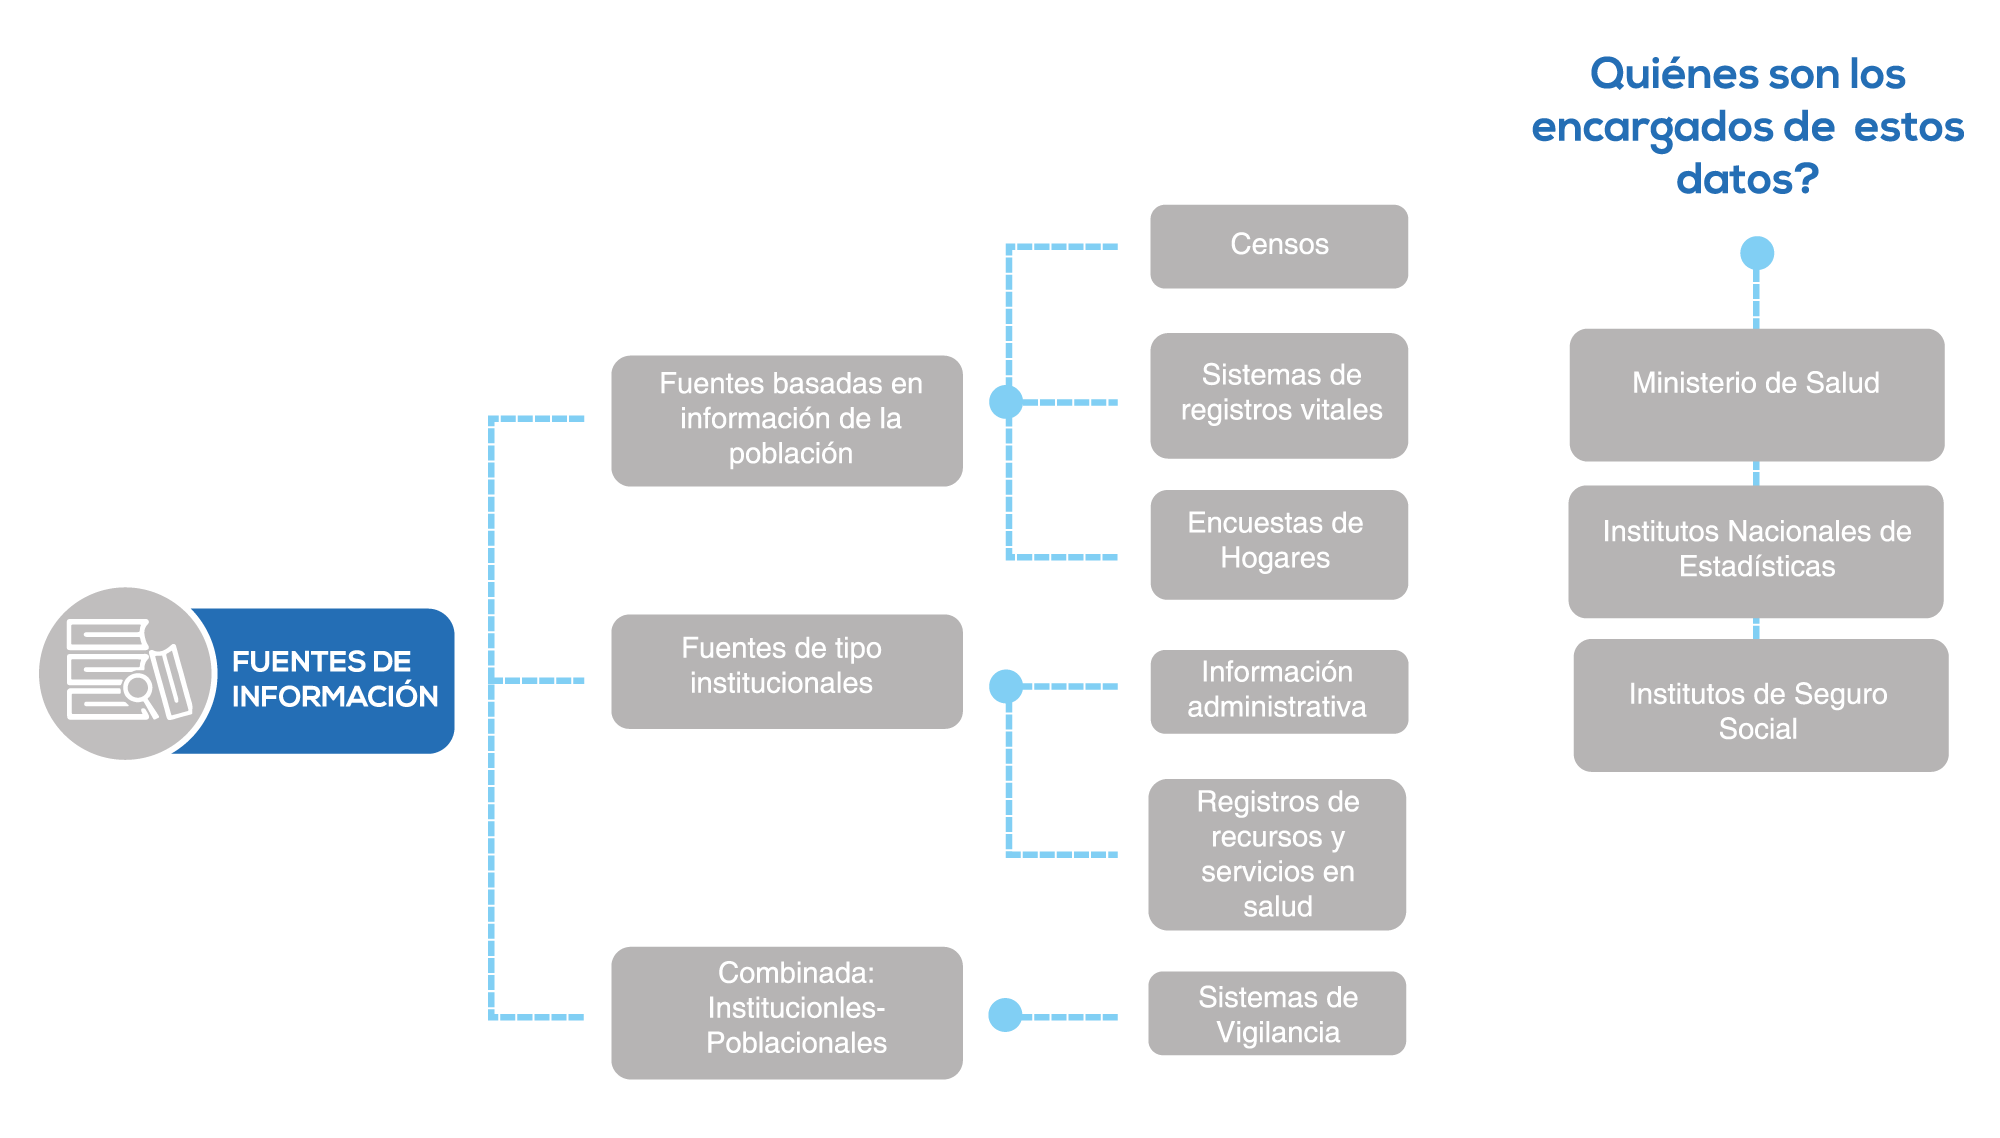 FUENTES DE
INFORMACIÓN
Fuentes basadas en
información de la
población
Censos
Sistemas de
registros vitales
Encuestas de
Hogares
Fuentes de tipo
institucionales
Información
administrativa
Registros de
recursos y
servicios en
salud
Combinada:
Institucionles-
Poblacionales
Sistemas de
Vigilancia
Quiénes son los
encargados de estos
datos?
Ministerio de Salud
Institutos Nacionales de
Estadísticas
Institutos de Seguro
Social